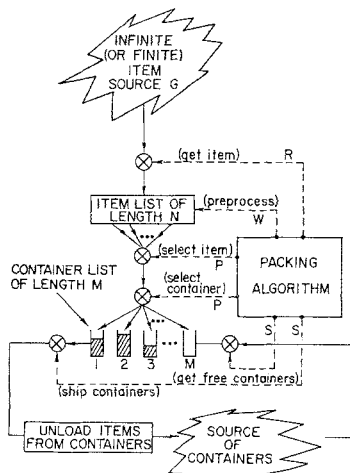 INFINITE
(OR FINITE)
ITEM
SOURCE G
(get item)
R
ITEM LIST OF
LENGTH N
(preprocess)
W
(select item)
P
(select
container)
P
PACKING
ALGORITHM
CONTAINER LIST
OF LENGTH M
S
S
1
2
3
M
(get free containers)
(ship containers)
UNLOAD ITEMS
FROM CONTAINERS
SOURCE
OF
CONTAINERS